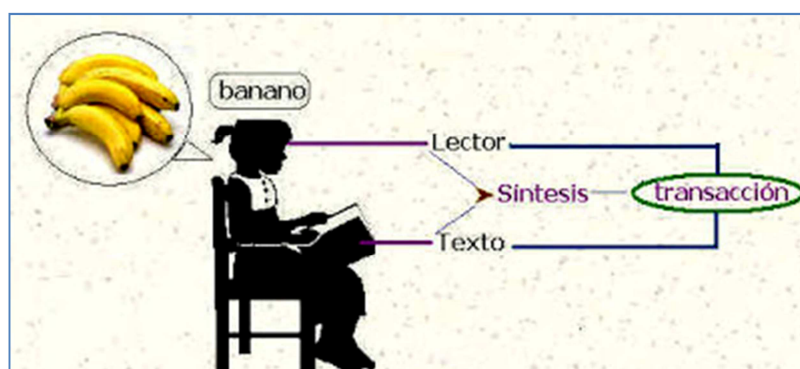 banano
Lector
Síntesis
transacción
Texto